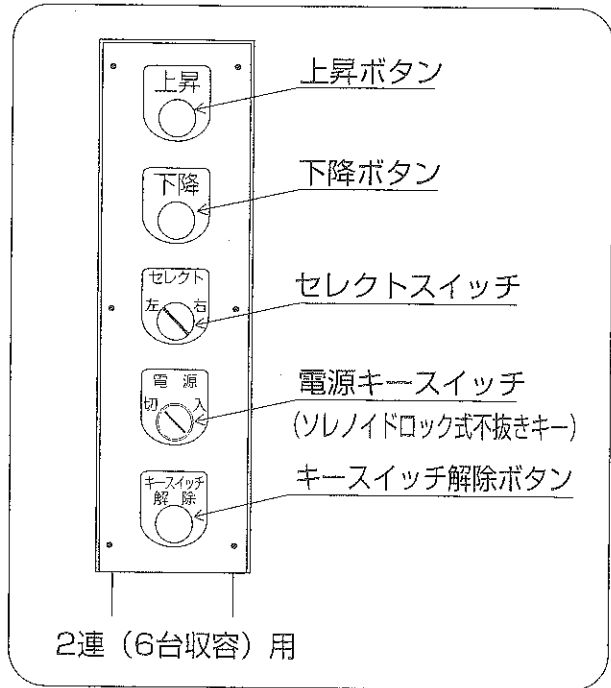 上昇
上昇ボタン
下降
下降ボタン
セレクト
左 右
セレクトスイッチ
電 源
切 入
電源キースイッチ
(ソレノイドロック式不抜きキー)
キースイッチ
解 除
キースイッチ解除ボタン
2連（6台収容）用